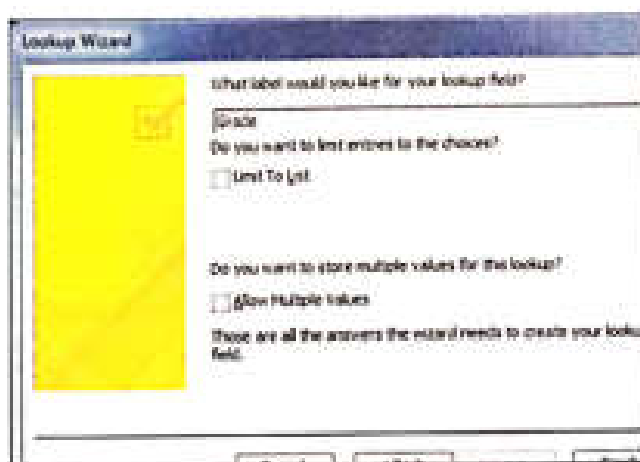 Lookup Wizard
What label would you like for your lookup field?
Grade
Do you want to limit entries to the choices?
Limit To List
Do you want to store multiple values for this lookup?
Allow Multiple Values
Those are all the answers the wizard needs to create your looku
field.